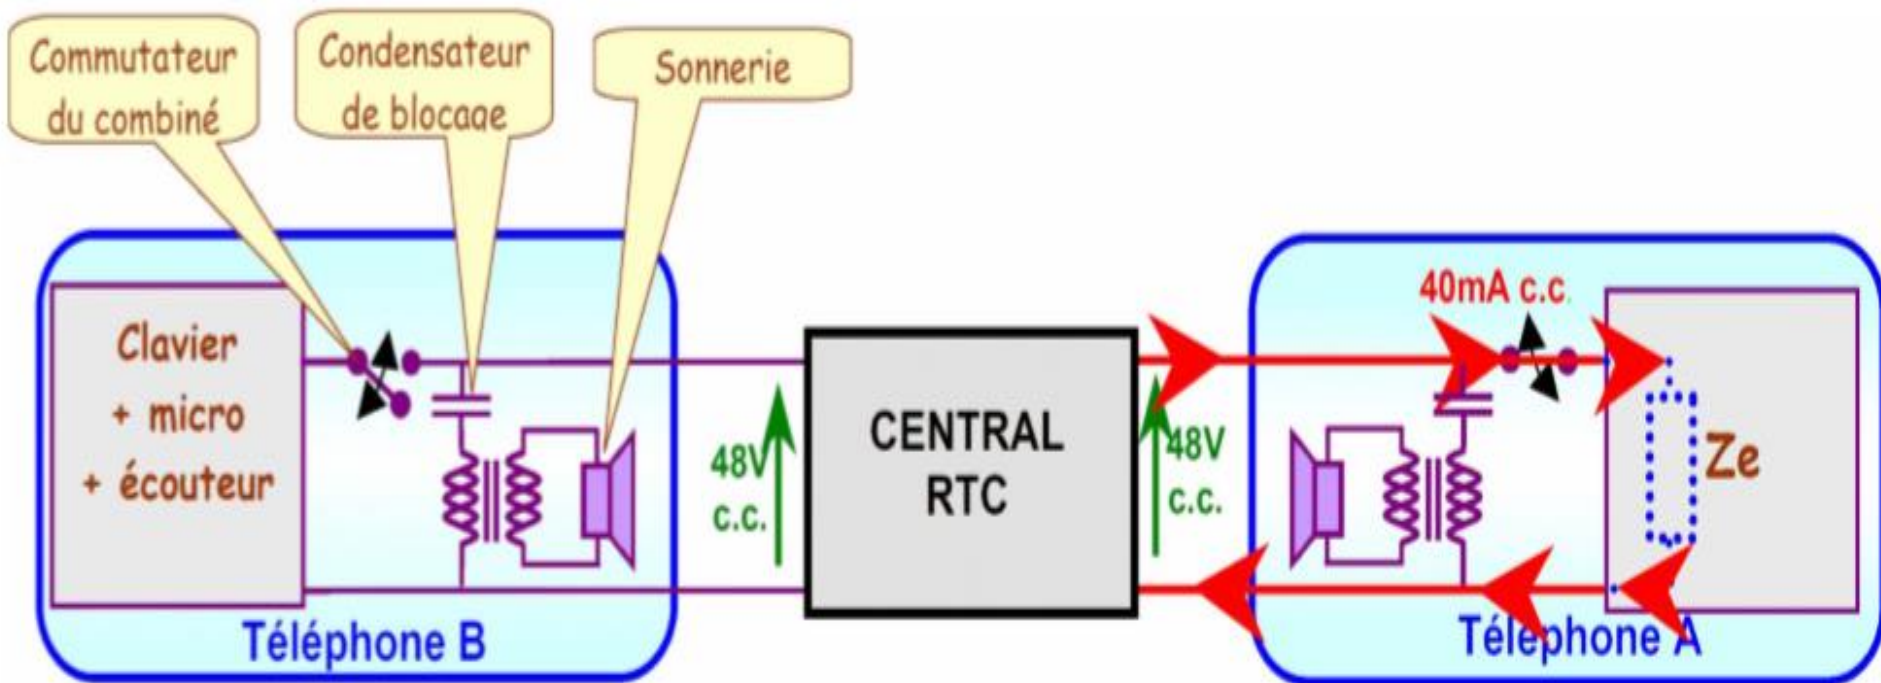 Commutateur
du combiné
Condensateur
de blocage
Sonnerie
Clavier
+ micro
+ écouteur
48V
c.c.
CENTRAL
RTC
48V
c.c.
40mA c.c.
Ze
Téléphone B
Téléphone A